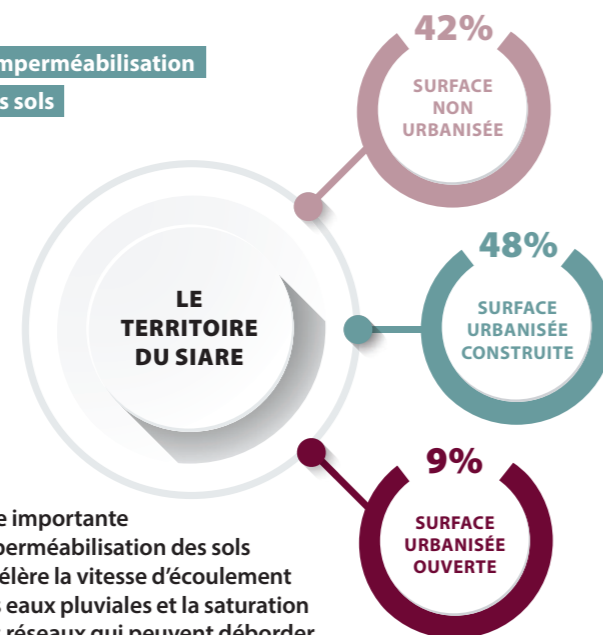 mperméabilisation
s sols
42%
SURFACE
NON
URBANISÉE
48%
SURFACE
URBANISÉE
CONSTRUITE
LE
TERRITOIRE
DU SIARE
9%
SURFACE
URBANISÉE
OUVERTE
e importante
perméabilisation des sols
élère la vitesse d'écoulement
s eaux pluviales et la saturation
réseaux qui peuvent déborder